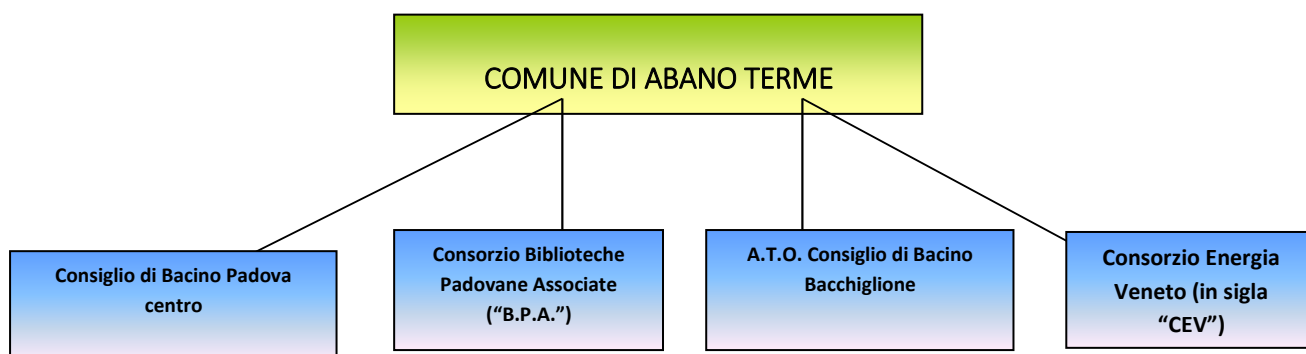 COMUNE DI ABANO TERME
Consiglio di Bacino Padova
centro
Consorzio Biblioteche
Padovane Associate
(“B.P.A.”)
A.T.O. Consiglio di Bacino
Bacchiglione
Consorzio Energia
Veneto (in sigla
“CEV”)